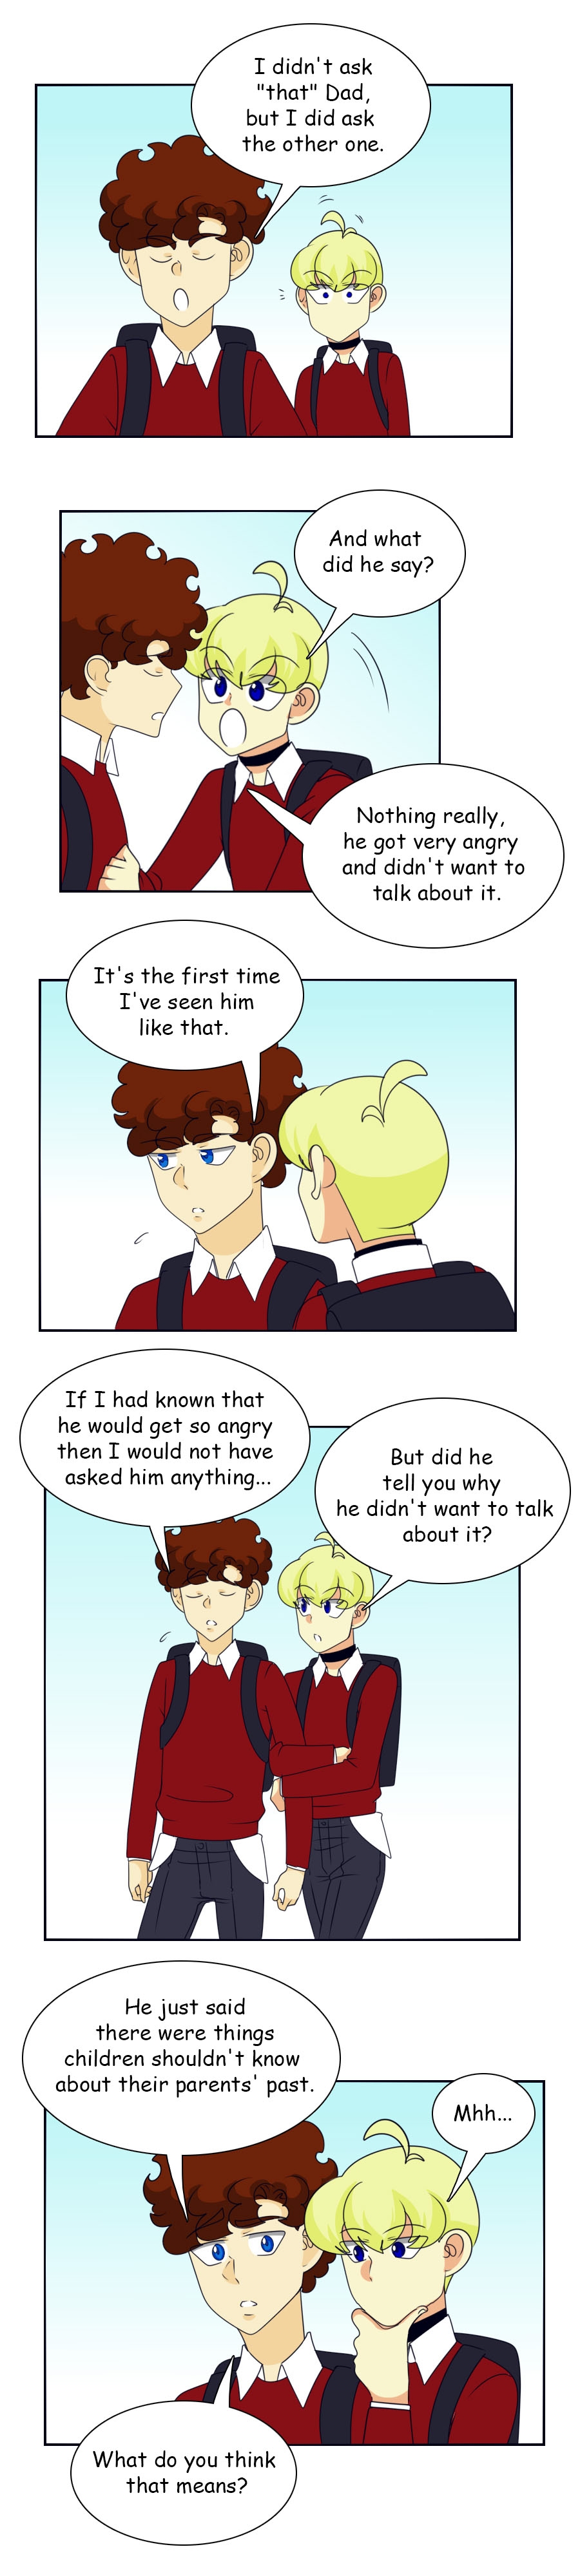 I didn't ask
"that" Dad,
but I did ask
the other one.
And what
did he say?
Nothing really,
he got very angry
and didn't want to
talk about it.
It's the first time
I've seen him
like that.
If I had known that
he would get so angry
then I would not have
asked him anything...
But did he
tell you why
he didn't want to talk
about it?
He just said
there were things
children shouldn't know
about their parents' past.
Mhh...
What do you think
that means?